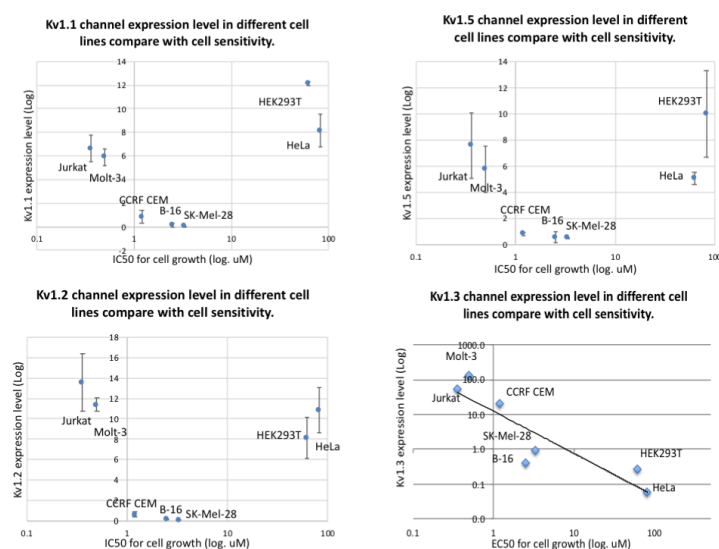 Kv1.1 channel expression level in different cell
lines compare with cell sensitivity.
Kv1.1 expression level (Log)
14
12
10
8
6
4
2
0
-2
HEK293T
HeLa
Jurkat
Molt-3
CCRF CEM
B-16
SK-Mel-28
0.1
1
10
100
IC50 for cell growth (log. uM)
Kv1.5 channel expression level in different
cell lines compare with cell sensitivity.
Kv1.5 expression level (Log)
14
12
10
8
6
4
2
0
HEK293T
HeLa
Jurkat
Molt-3
CCRF CEM
B-16
SK-Mel-28
0.1
1
10
IC50 for cell growth (log. uM)
Kv1.2 channel expression level in different cell
lines compare with cell sensitivity.
Kv1.2 expression level (Log)
18
16
14
12
10
8
6
4
2
0
Jurkat
Molt-3
HEK293T
HeLa
CCRF CEM
B-16
SK-Mel-28
0.1
1
10
100
IC50 for cell growth (log. uM)
Kv1.3 channel expression level in different cell
lines compare with cell sensitivity.
Kv1.3 expression level (Log)
1000.0
100.0
10.0
1.0
0.1
0.0
Molt-3
Jurkat
CCRF CEM
SK-Mel-28
B-16
HEK293T
HeLa
0.1
1
10
100
EC50 for cell growth (log. uM)